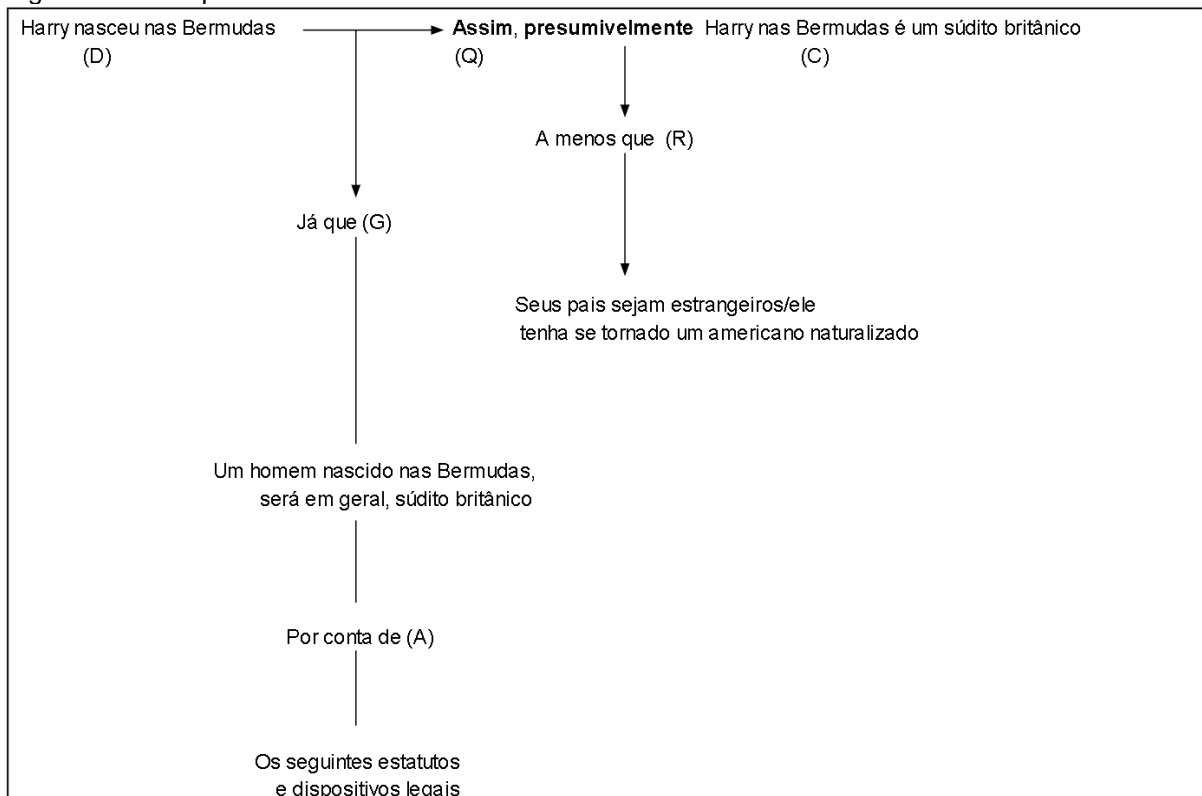 Harry nasceu nas Bermudas Assim, presumivelmente Harry nas Bermudas é um súdito britânico
(D) (Q) (C)
A menos que (R)
Já que (G)
Seus pais sejam estrangeiros/ele
tenha se tornado um americano naturalizado
Um homem nascido nas Bermudas,
será em geral, súdito britânico
Por conta de (A)
Os seguintes estatutos
e dispositivos legais